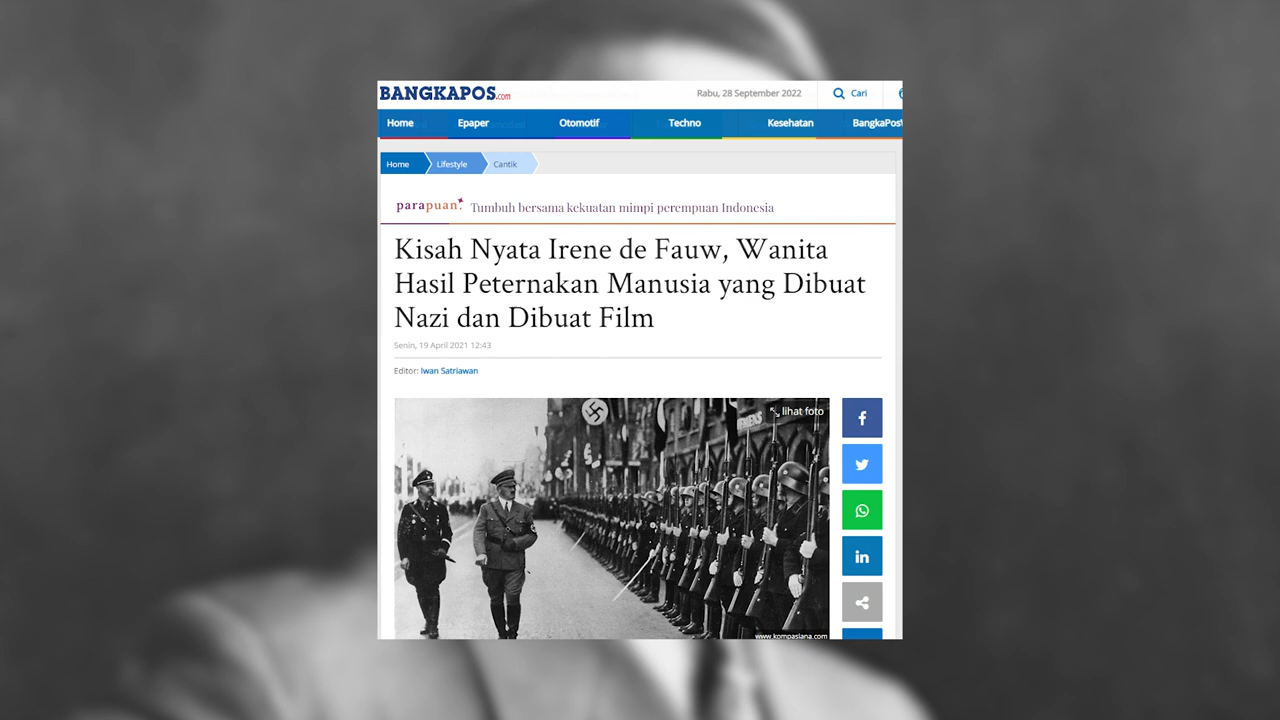 BANGKAPOS.com
Rabu, 28 September 2022
Cari
Home Epaper Otomotif Techno Kesehatan BangkaPosW
Home Lifestyle Cantik
parapuan. Tumbuh bersama kekuatan mimpi perempuan Indonesia
Kisah Nyata Irene de Fauw, Wanita
Hasil Peternakan Manusia yang Dibuat
Nazi dan Dibuat Film
Senin, 19 April 2021 12:43
Editor: Iwan Satriawan
lihat foto
www.kompasiana.com